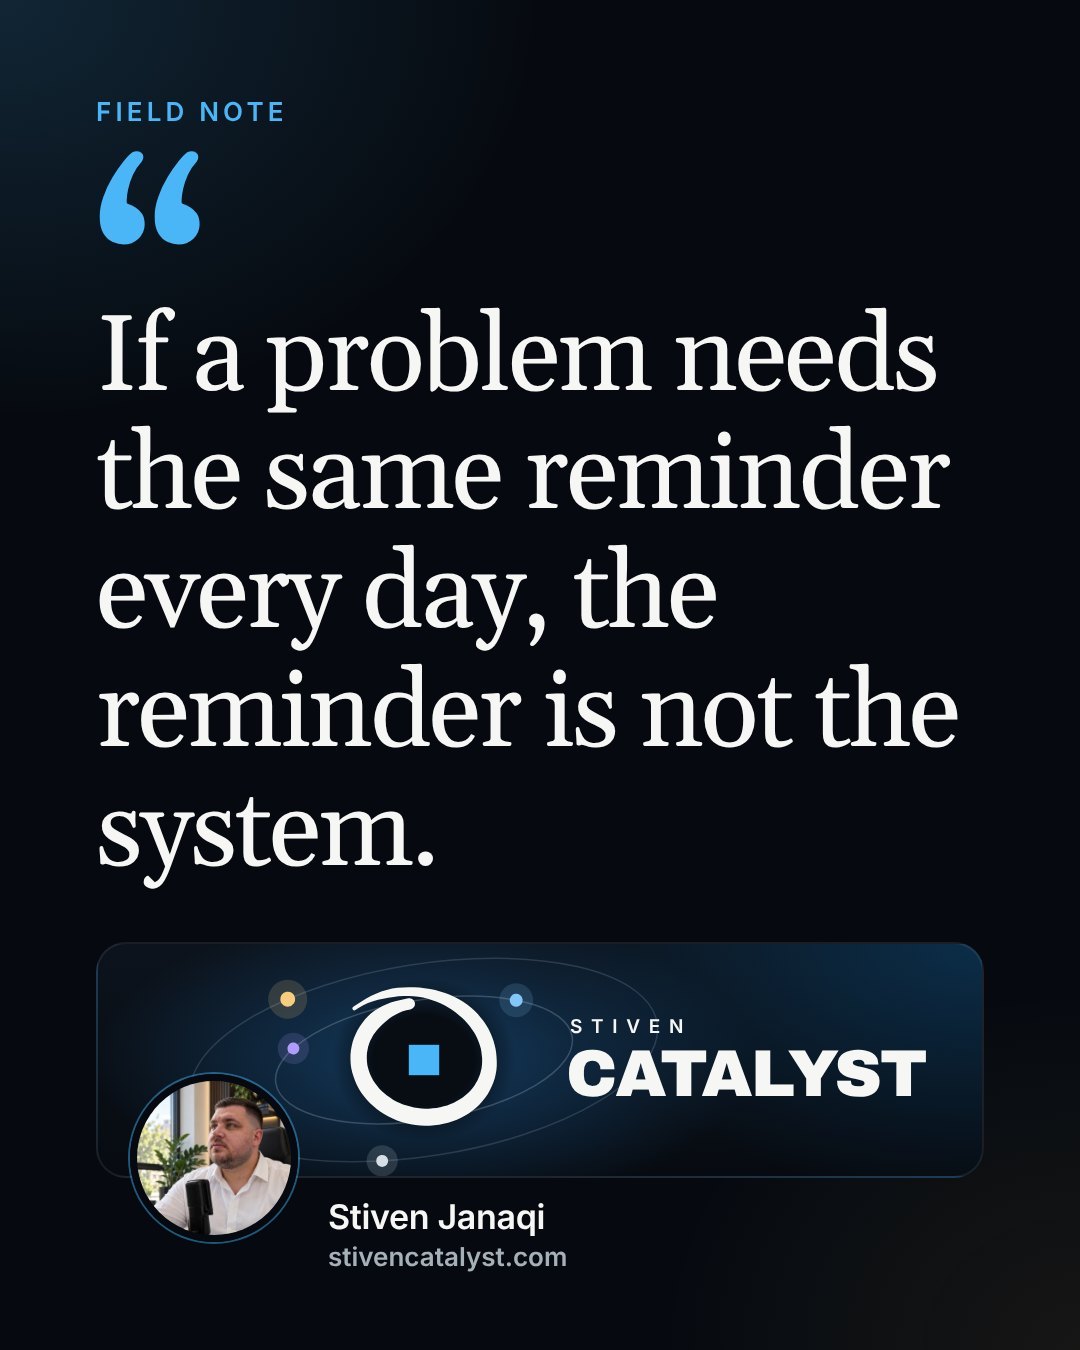 FIELD NOTE
“
If a problem needs
the same reminder
every day, the
reminder is not the
system.
STIVEN
CATALYST
Stiven Janaqi
stivencatalyst.com